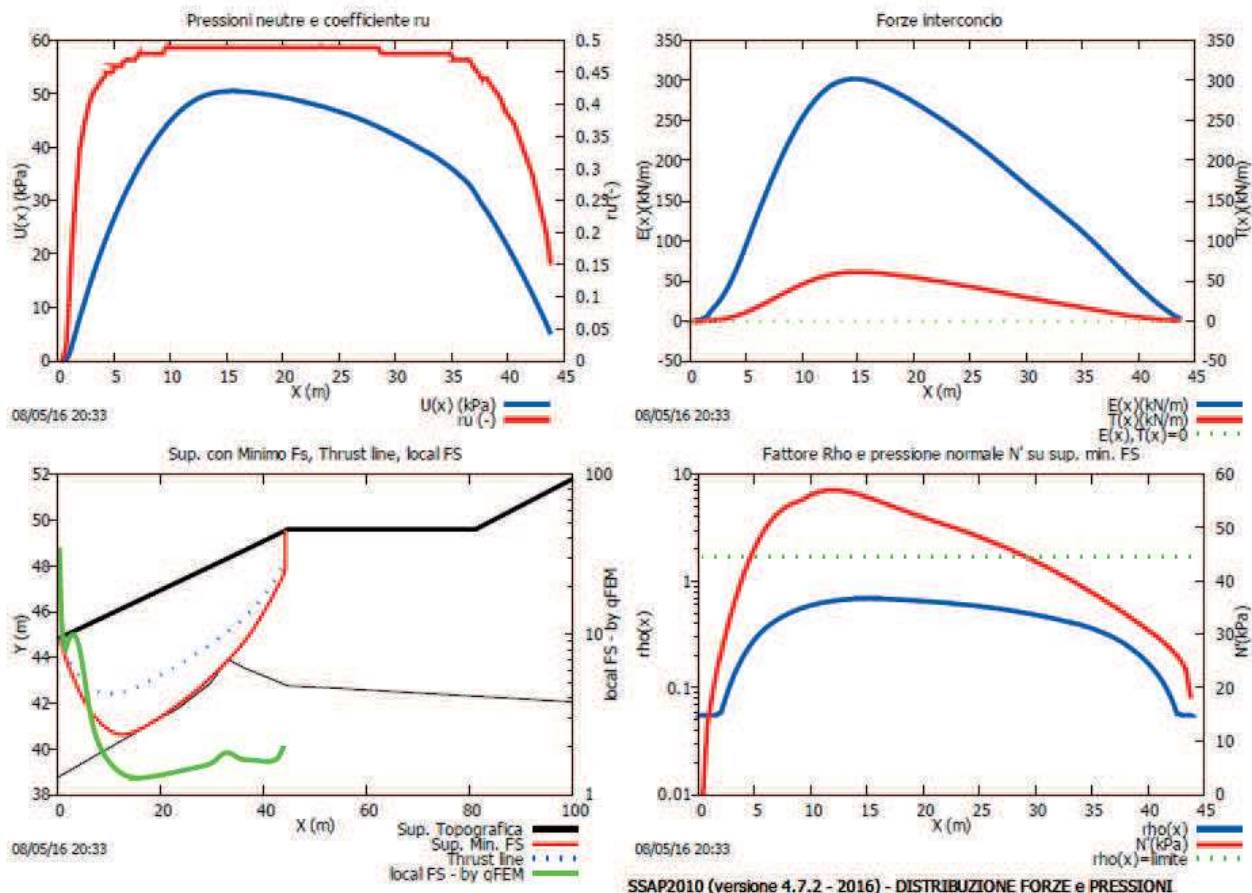 Pressioni neutre e coefficiente ru
60
50
40
30
20
10
0
U(x) (kPa)
0.5
0.45
0.4
0.35
0.3
0.25
0.2
0.15
0.1
0.05
0
ru (-)
0 5 10 15 20 25 30 35 40 45
X (m)
08/05/16 20:33
U(x) (kPa)
ru (-)
Forze interconcio
350
300
250
200
150
100
50
0
-50
E(x)(kN/m)
350
300
250
200
150
100
50
0
-50
T(x)(kN/m)
0 5 10 15 20 25 30 35 40 45
X (m)
08/05/16 20:33
E(x)(kN/m)
T(x)(kN/m)
E(x),T(x)=0
Sup. con Minimo Fs, Thrust line, local FS
52
50
48
46
44
42
40
38
Y (m)
100
10
1
local FS - by qFEM
0 20 40 60 80 100
X (m)
08/05/16 20:33
Sup. Topografica
Sup. Min. FS
Thrust line
local FS - by qFEM
Fattore Rho e pressione normale N' su sup. min. FS
10
1
0.1
0.01
rho(x)
60
50
40
30
20
10
0
N'(kPa)
0 5 10 15 20 25 30 35 40 45
X (m)
08/05/16 20:33
rho(x)
N'(kPa)
rho(x)=limite
SSAP2010 (versione 4.7.2 - 2016) - DISTRIBUZIONE FORZE e PRESSIONI